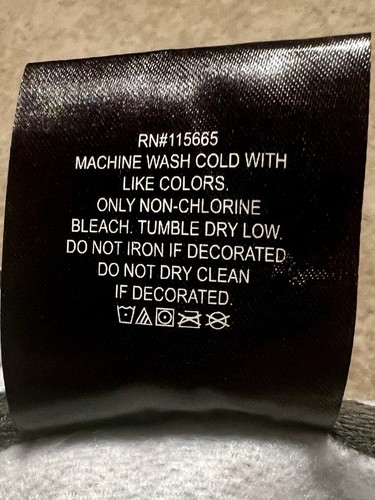 RN#115665
MACHINE WASH COLD WITH
LIKE COLORS.
ONLY NON-CHLORINE
BLEACH. TUMBLE DRY LOW.
DO NOT IRON IF DECORATED
DO NOT DRY CLEAN
IF DECORATED.